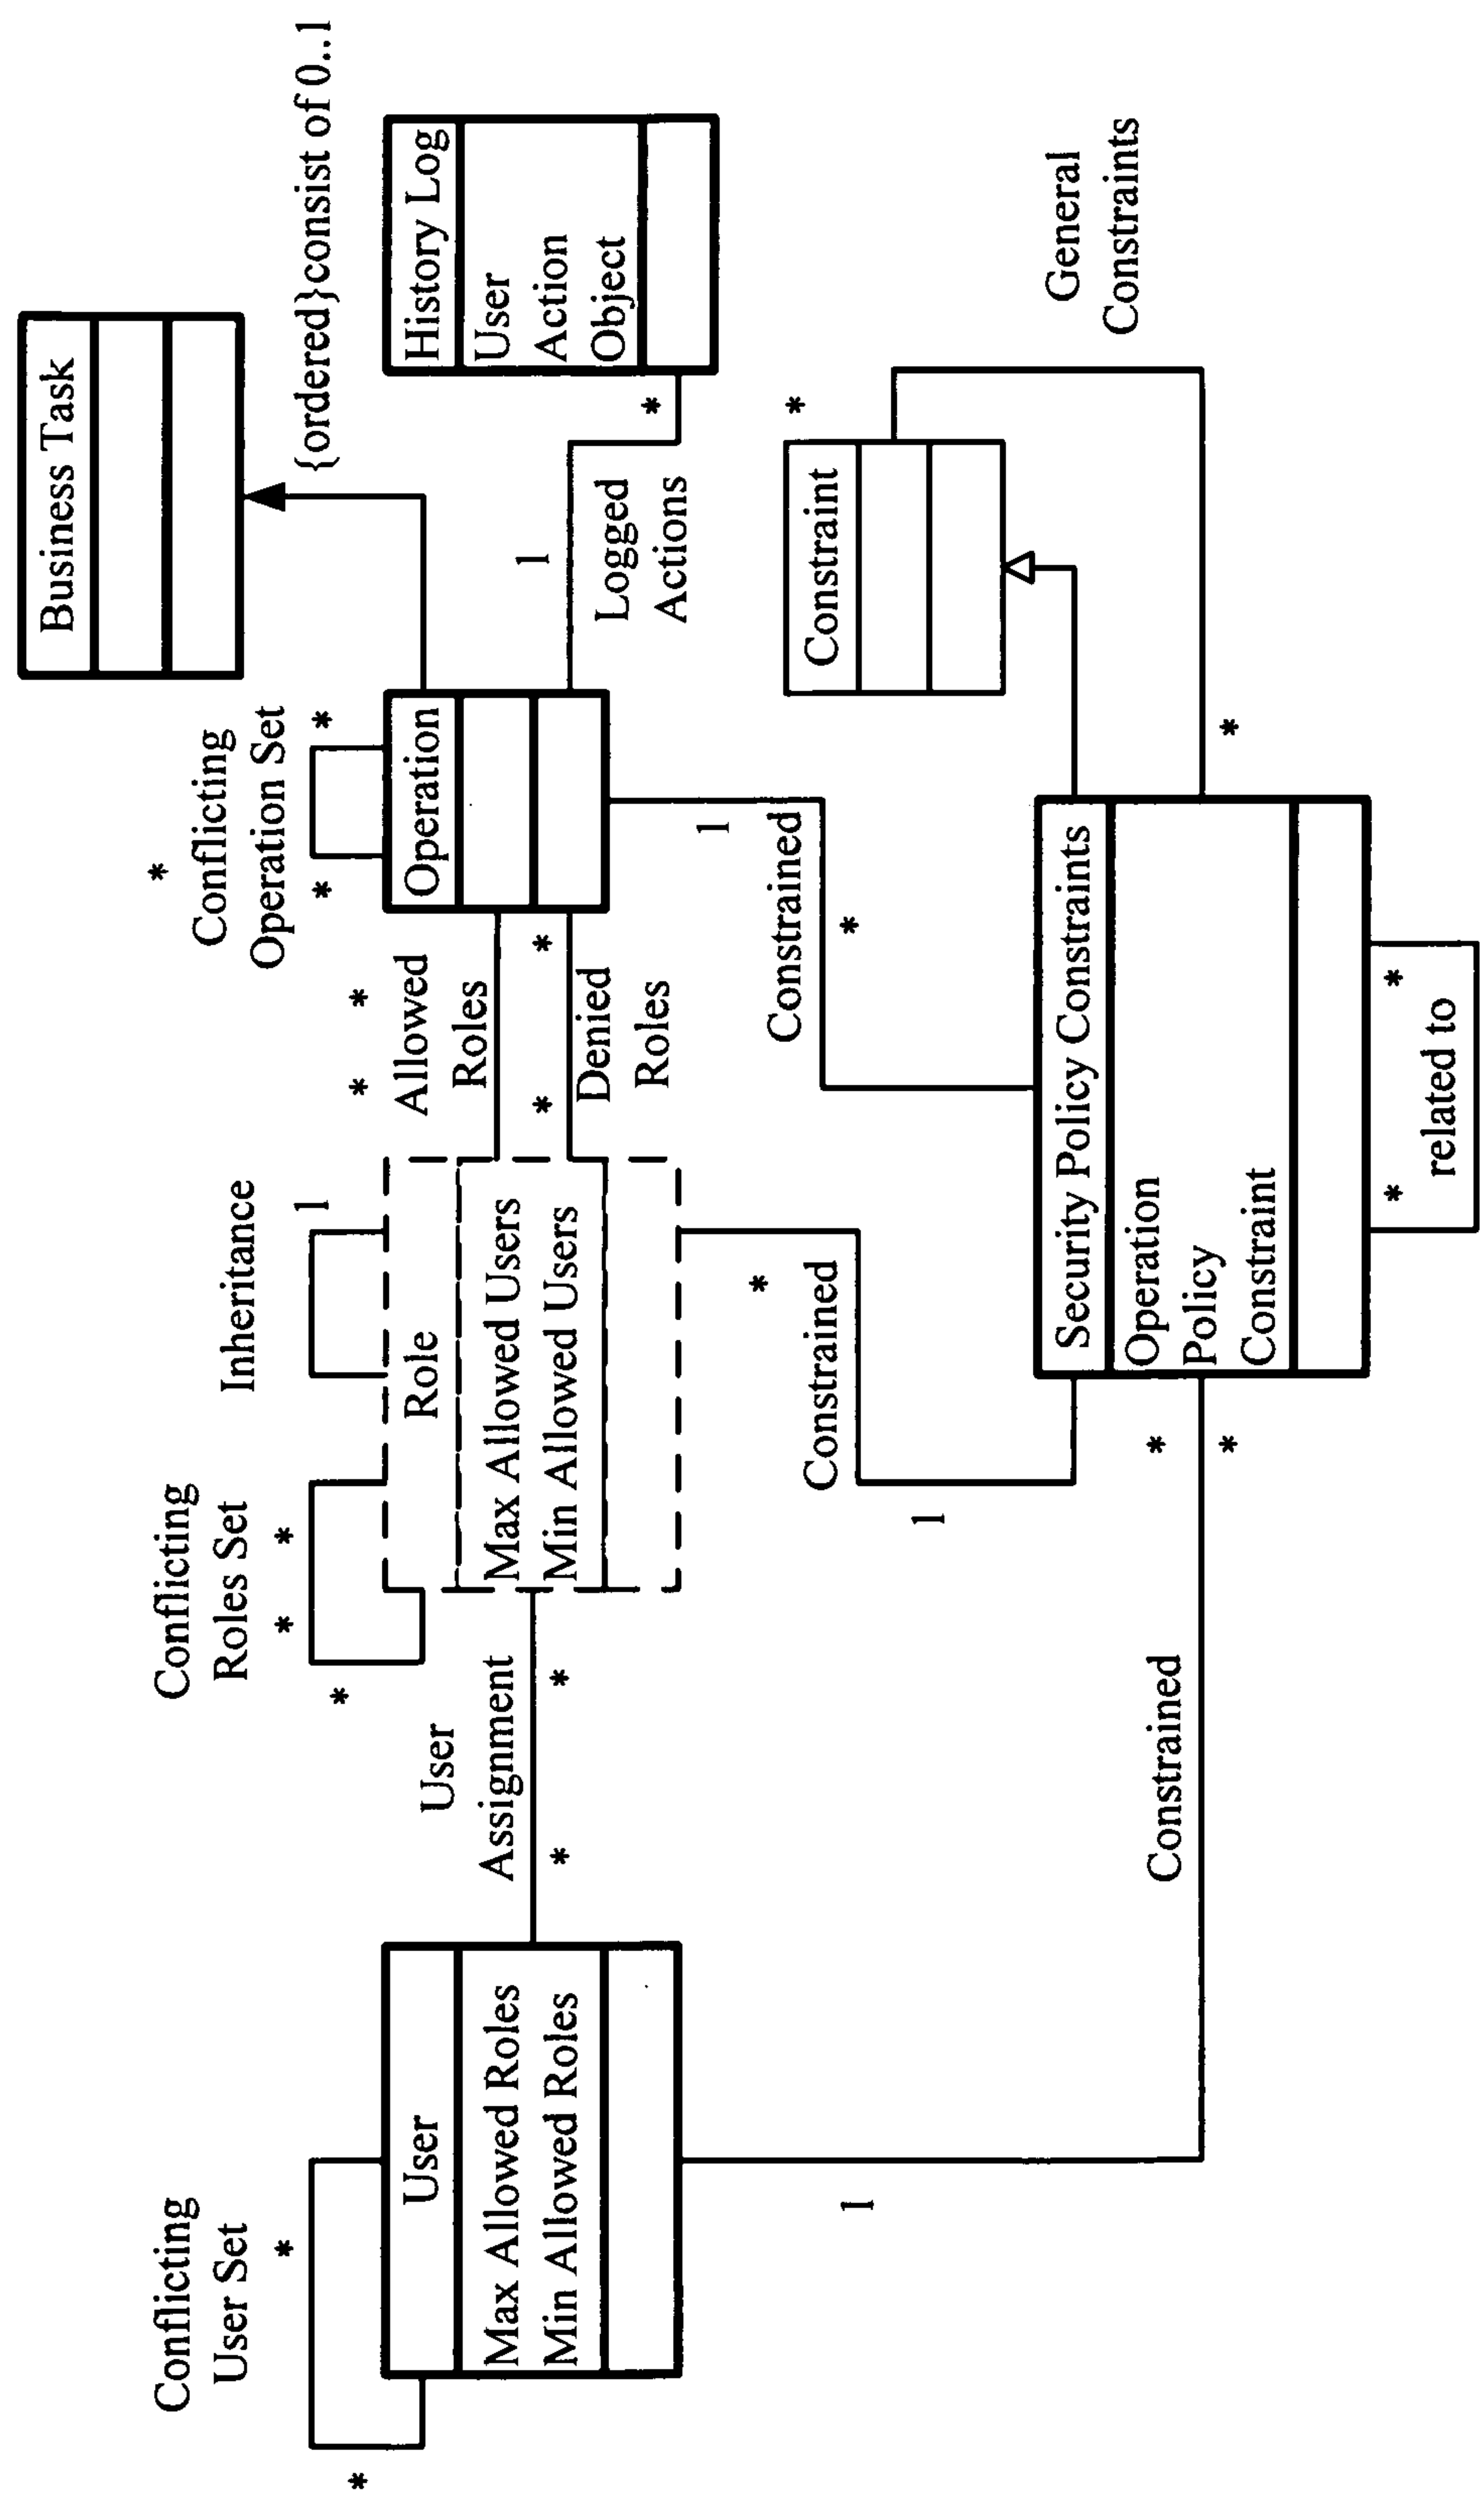 Business Task
{ordered}consist of 0..1
*
Conflicting
Operation Set
*
*
Conflicting
User Set
*
*
Conflicting
Roles Set
*
*
*
Inheritance
1
*
*
Allowed
Roles
*
*
Denied
Roles
User
Assignment
*
*
User
Max Allowed Roles
Min Allowed Roles
Role
Max Allowed Users
Min Allowed Users
Operation
1
Logged
Actions
*
History Log
User
Action
Object
1
Constrained
*
*
Constrained
1
1
Constrained
*
*
Constraint
*
General
Constraints
*
Security Policy Constraints
Operation
Policy
Constraint
*
*
related to